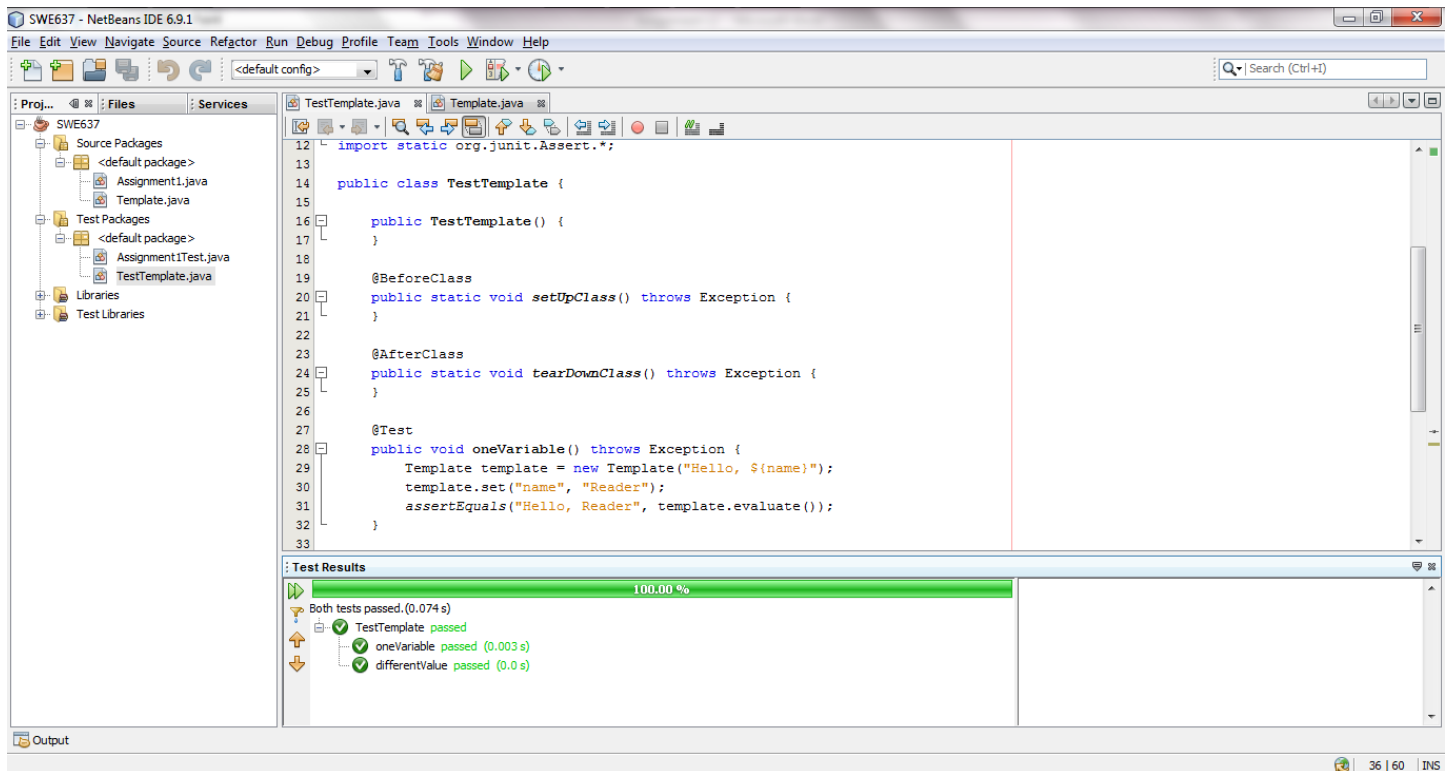 SWE637 - NetBeans IDE 6.9.1
File Edit View Navigate Source Refactor Run Debug Profile Team Tools Window Help
<default config>
Search (Ctrl+I)
Proj... Files Services
SWE637
Source Packages
<default package>
Assignment1.java
Template.java
Test Packages
<default package>
Assignment1Test.java
TestTemplate.java
Libraries
Test Libraries
TestTemplate.java Template.java
12 import static org.junit.Assert.*;
13
14 public class TestTemplate {
15
16 public TestTemplate() {
17 }
18
19 @BeforeClass
20 public static void setUpClass() throws Exception {
21 }
22
23 @AfterClass
24 public static void tearDownClass() throws Exception {
25 }
26
27 @Test
28 public void oneVariable() throws Exception {
29 Template template = new Template("Hello, ${name}");
30 template.set("name", "Reader");
31 assertEquals("Hello, Reader", template.evaluate());
32 }
33
Test Results
100.00 %
Both tests passed.(0.074 s)
TestTemplate passed
oneVariable passed (0.003 s)
differentValue passed (0.0 s)
Output
36 | 60 INS